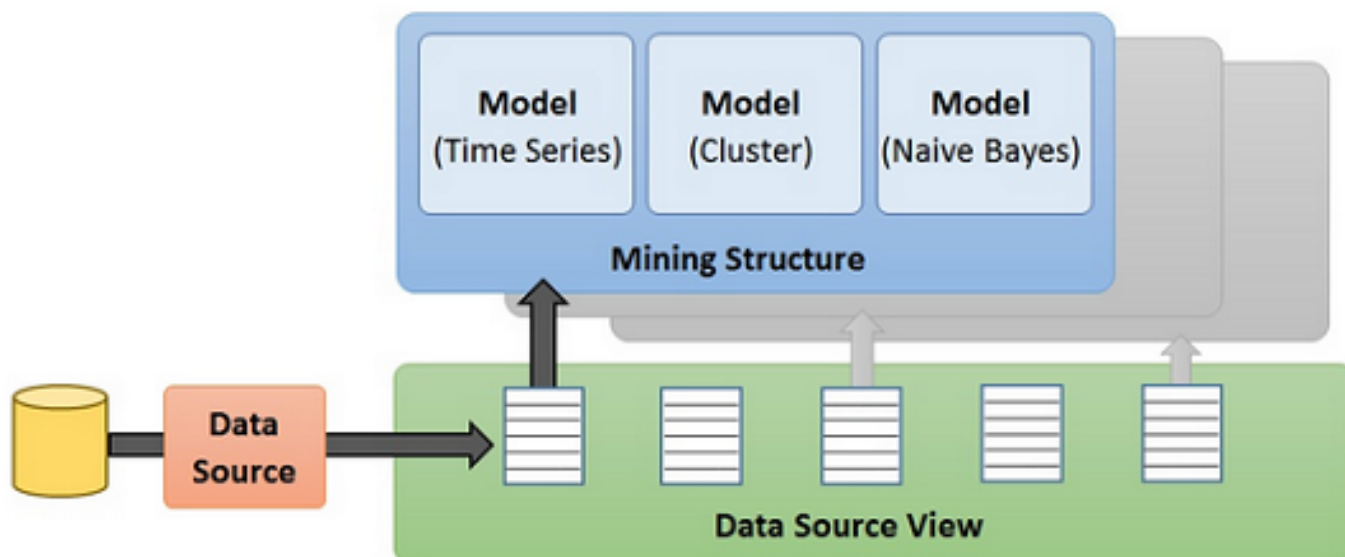 Model
(Time Series)
Model
(Cluster)
Model
(Naive Bayes)
Mining Structure
Data
Source
Data Source View